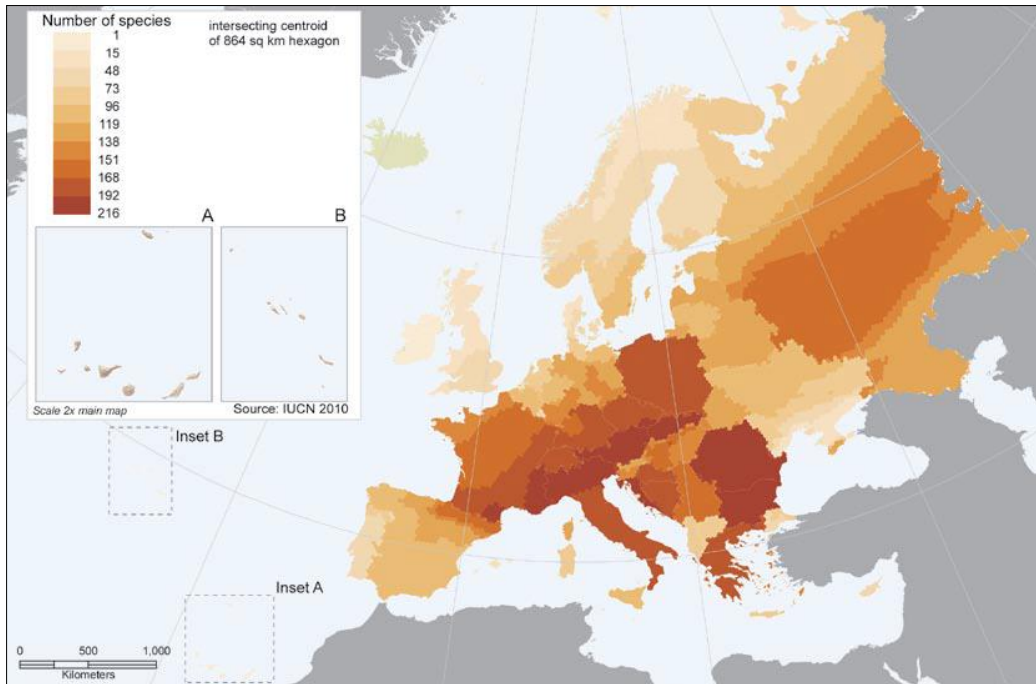 Number of species
intersecting centroid
of 864 sq km hexagon
1
15
48
73
96
119
138
151
168
192
216
A
B
Scale 2x main map
Source: IUCN 2010
Inset B
Inset A
0 500 1,000
Kilometers